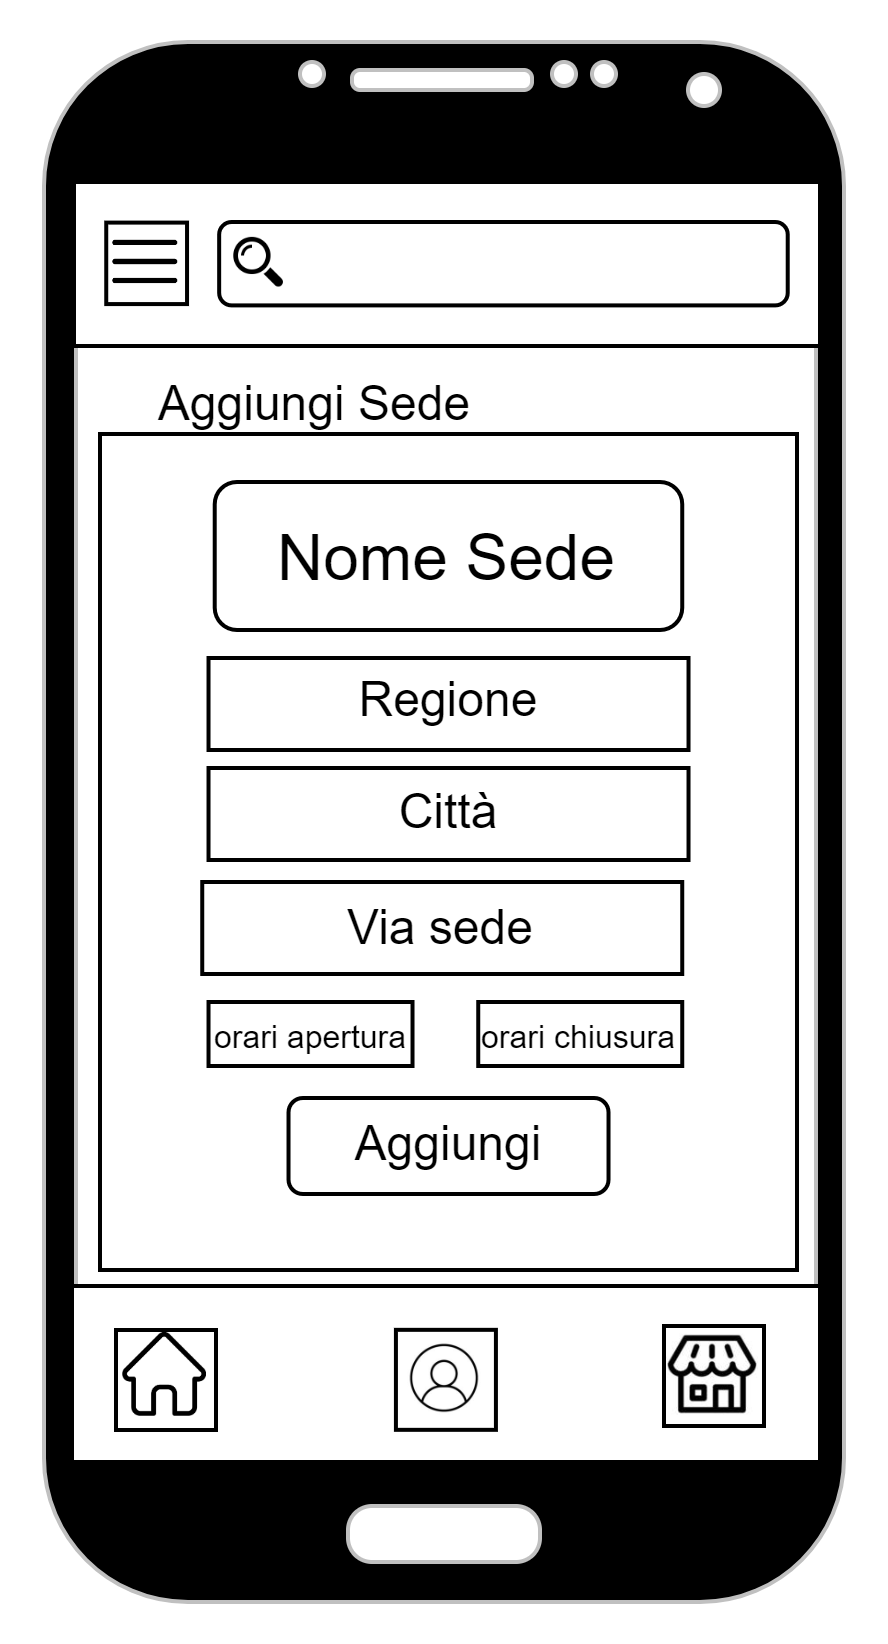 Aggiungi Sede
Nome Sede
Regione
Città
Via sede
orari apertura
orari chiusura
Aggiungi